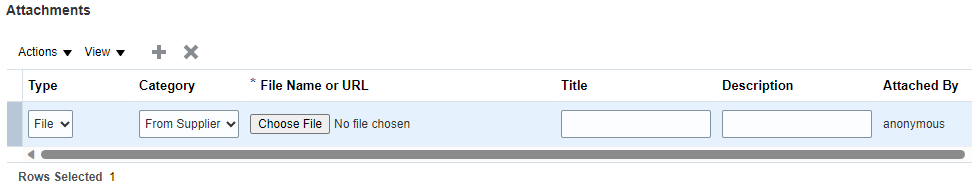 Attachments
Actions View
Type Category * File Name or URL Title Description Attached By
File From Supplier Choose File No file chosen anonymous
Rows Selected 1